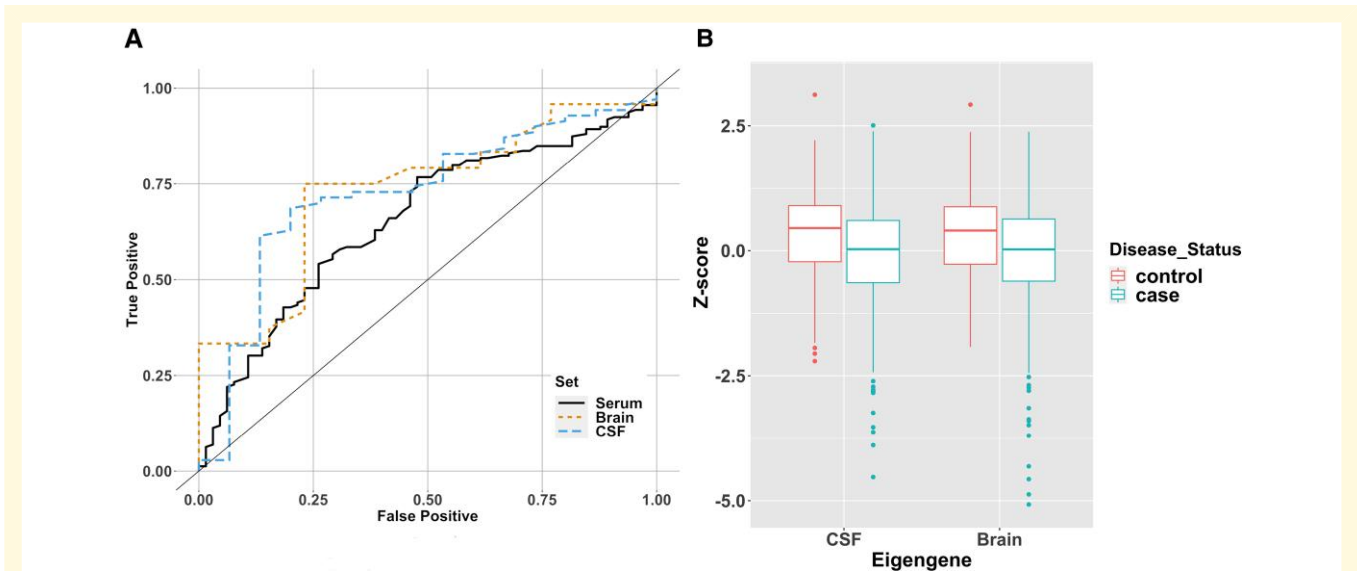 A
1.00
0.75
0.50
0.25
0.00
True Positive
0.00 0.25 0.50 0.75 1.00
False Positive
Set
Serum
Brain
CSF
B
2.5
0.0
-2.5
-5.0
Z-score
CSF Brain
Eigengene
Disease_Status
control
case